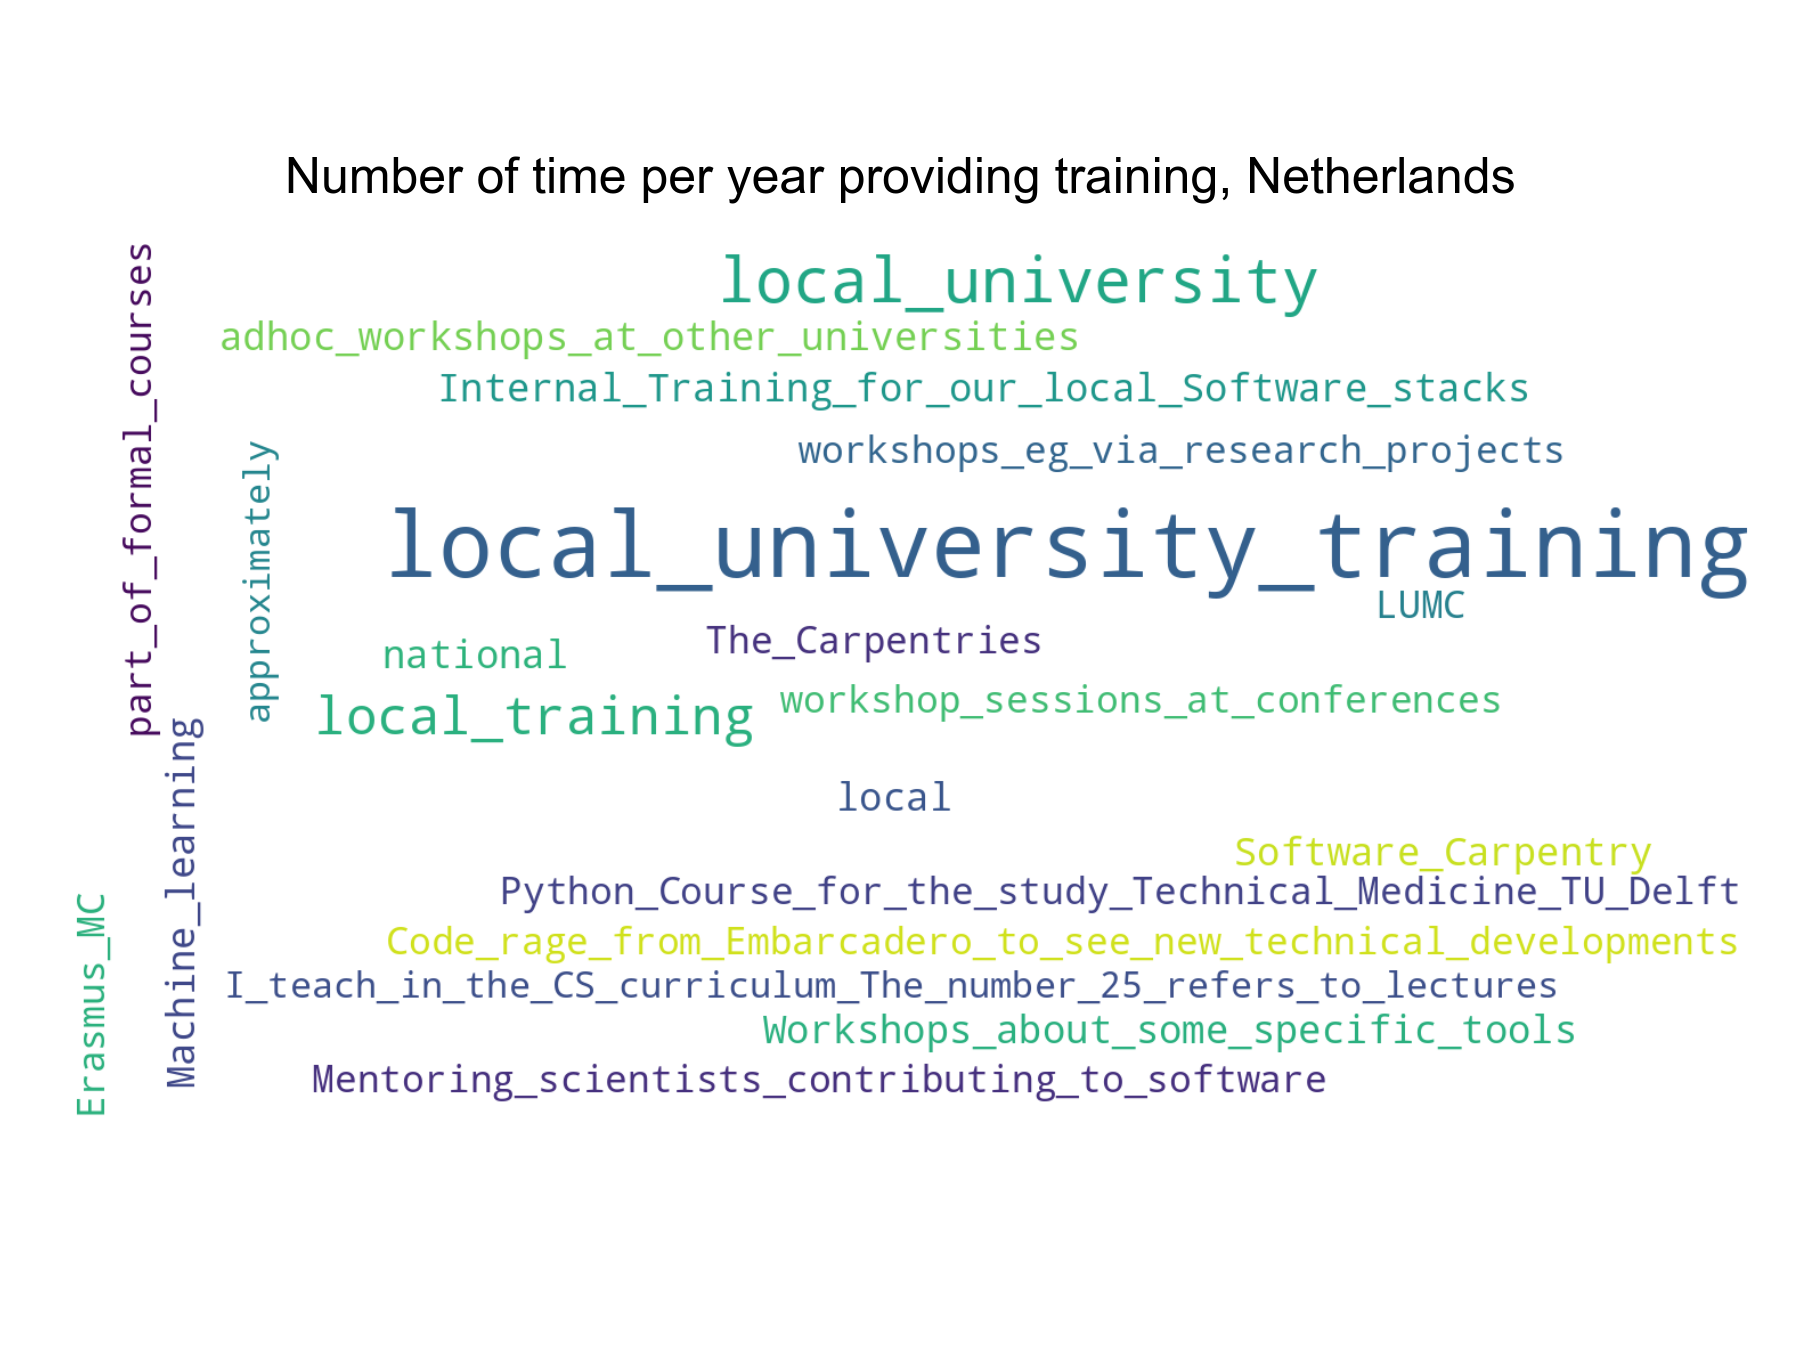 Number of time per year providing training, Netherlands
local_university
adhoc_workshops_at_other_universities
Internal_Training_for_our_local_Software_stacks
workshops_eg_via_research_projects
local_university_training
LUMC
The_Carpentries
national
workshop_sessions_at_conferences
local_training
local
Software_Carpentry
Python_Course_for_the_study_Technical_Medicine_TU_Delft
Code_rage_from_Embarcadero_to_see_new_technical_developments
I_teach_in_the_CS_curriculum_The_number_25_refers_to_lectures
Workshops_about_some_specific_tools
Mentoring_scientists_contributing_to_software
part_of_formal_courses
approximately
Machine_learning
Erasmus_MC